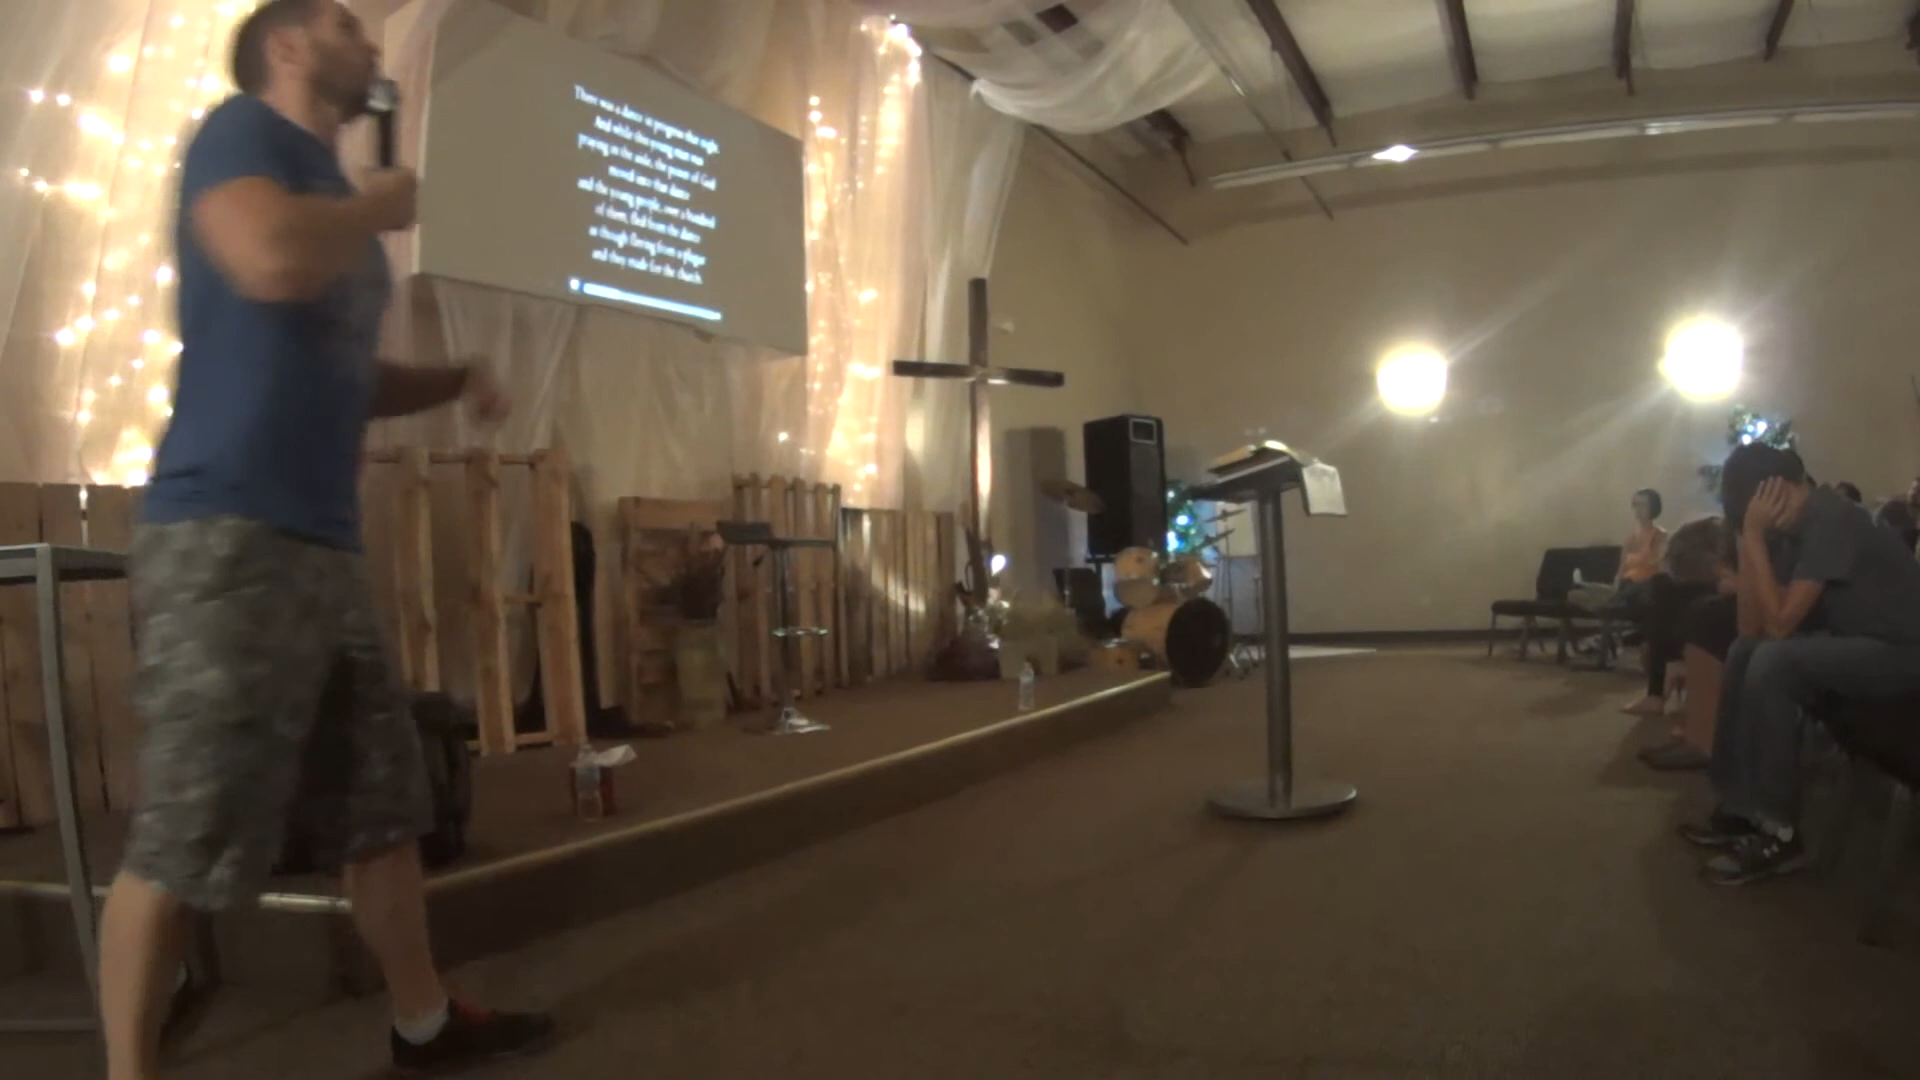 There was a dance in progress that night.
And while this young man was
praying in the aisle, the power of God
moved into that dance
and the young people, over a hundred
of them, fled from the dance
as though fleeing from a plague
and they made for the church.